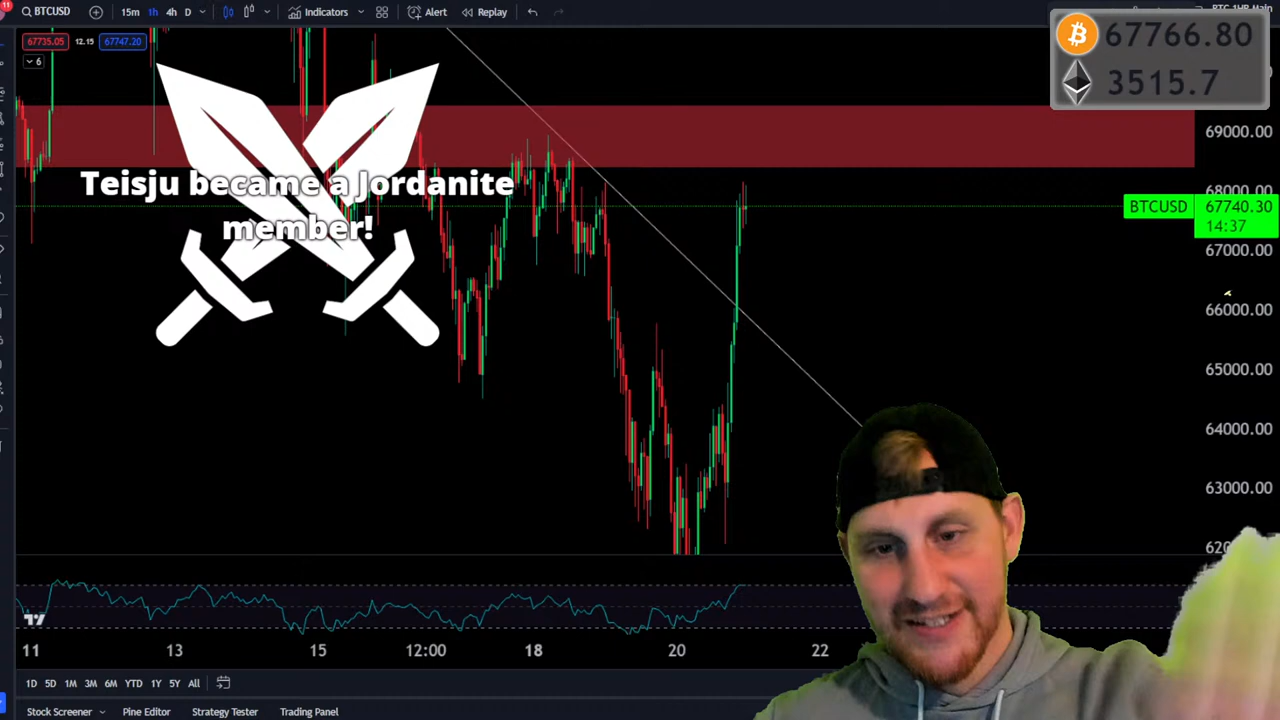 11
BTCUSD
15m 1h 4h D
Indicators
Alert
Replay
67735.05 12.15 67747.20
6
67766.80
3515.7
Teisju became a Jordanite
member!
69000.00
68000.00
BTCUSD 67740.30
14:37
67000.00
66000.00
65000.00
64000.00
63000.00
11 13 15 12:00 18 20 22
1D 5D 1M 3M 6M YTD 1Y 5Y All
Stock Screener Pine Editor Strategy Tester Trading Panel